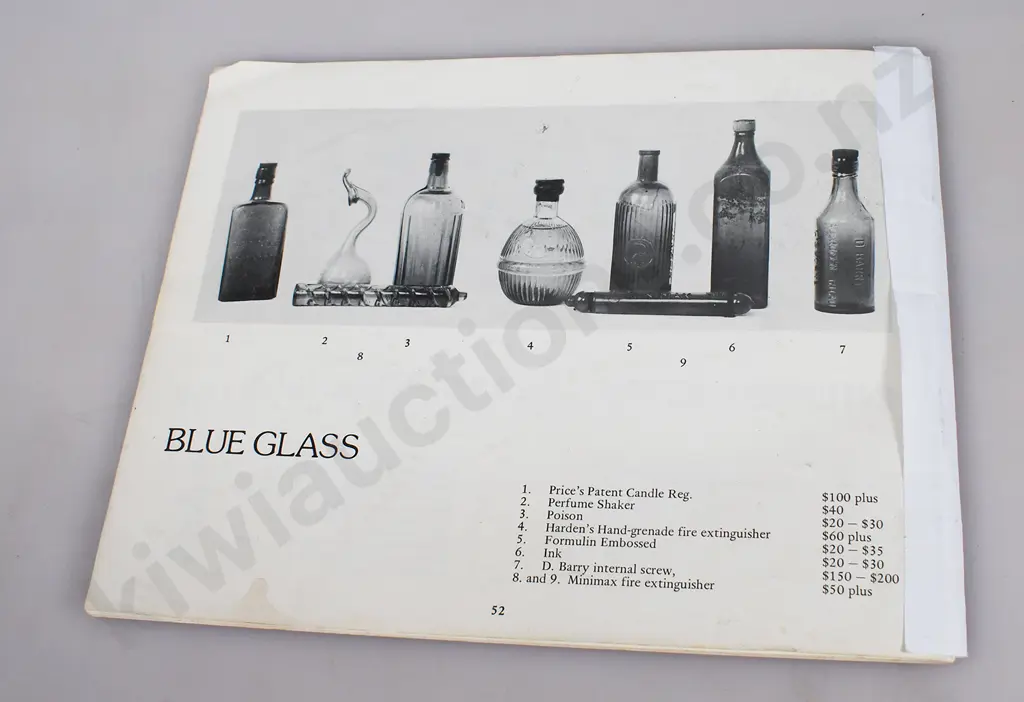 1
2
3
4
5
6
7
8
9
BLUE GLASS
1. Price's Patent Candle Reg. $100 plus
2. Perfume Shaker $40
3. Poison $20 – $30
4. Harden's Hand-grenade fire extinguisher $60 plus
5. Formulin Embossed $20 – $35
6. Ink $20 – $30
7. D. Barry internal screw, $150 – $200
8. and 9. Minimax fire extinguisher $50 plus
52
kiwiauction.co.nz